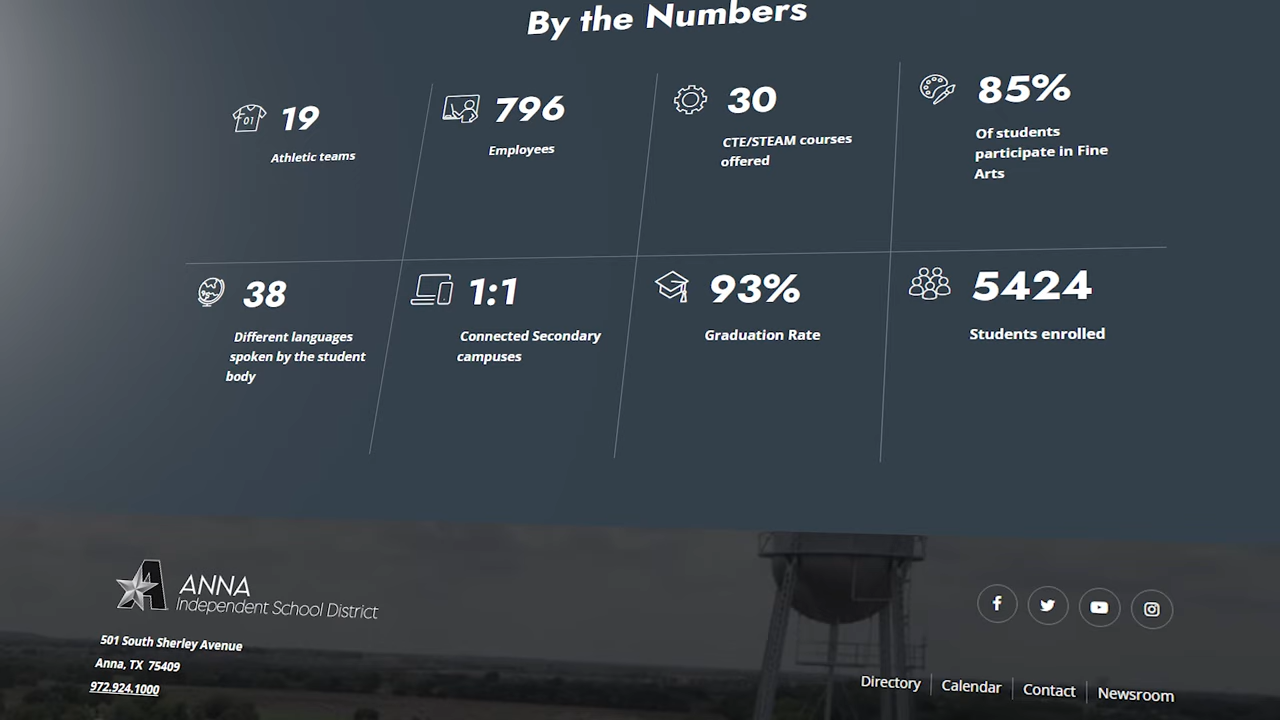 By the Numbers
19
Athletic teams
796
Employees
30
CTE/STEAM courses
offered
85%
Of students
participate in Fine
Arts
38
Different languages
spoken by the student
body
1:1
Connected Secondary
campuses
93%
Graduation Rate
5424
Students enrolled
ANNA
Independent School District
501 South Sherley Avenue
Anna, TX 75409
972.924.1000
Directory
Calendar
Contact
Newsroom